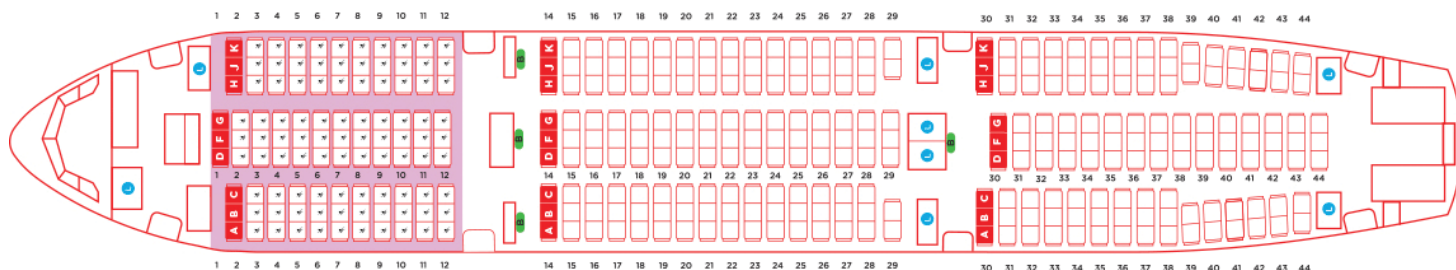 1 2 3 4 5 6 7 8 9 10 11 12 14 15 16 17 18 19 20 21 22 23 24 25 26 27 28 29 30 31 32 33 34 35 36 37 38 39 40 41 42 43 44
K K K
L J B J L J L
H H H
G G G
L
F B F B F
L
D D D
1 2 3 4 5 6 7 8 9 10 11 12 14 15 16 17 18 19 20 21 22 23 24 25 26 27 28 29 30 31 32 33 34 35 36 37 38 39 40 41 42 43 44
L
C C C
B B B B L B L
A A A
1 2 3 4 5 6 7 8 9 10 11 12 14 15 16 17 18 19 20 21 22 23 24 25 26 27 28 29 30 31 32 33 34 35 36 37 38 39 40 41 42 43 44